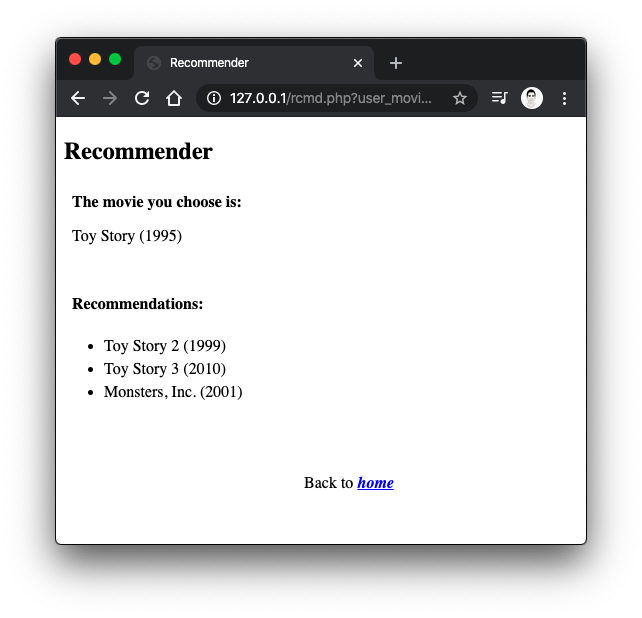 Recommender
127.0.0.1/rcmd.php?user_movi...
Recommender
The movie you choose is:
Toy Story (1995)
Recommendations:
• Toy Story 2 (1999)
• Toy Story 3 (2010)
• Monsters, Inc. (2001)
Back to home